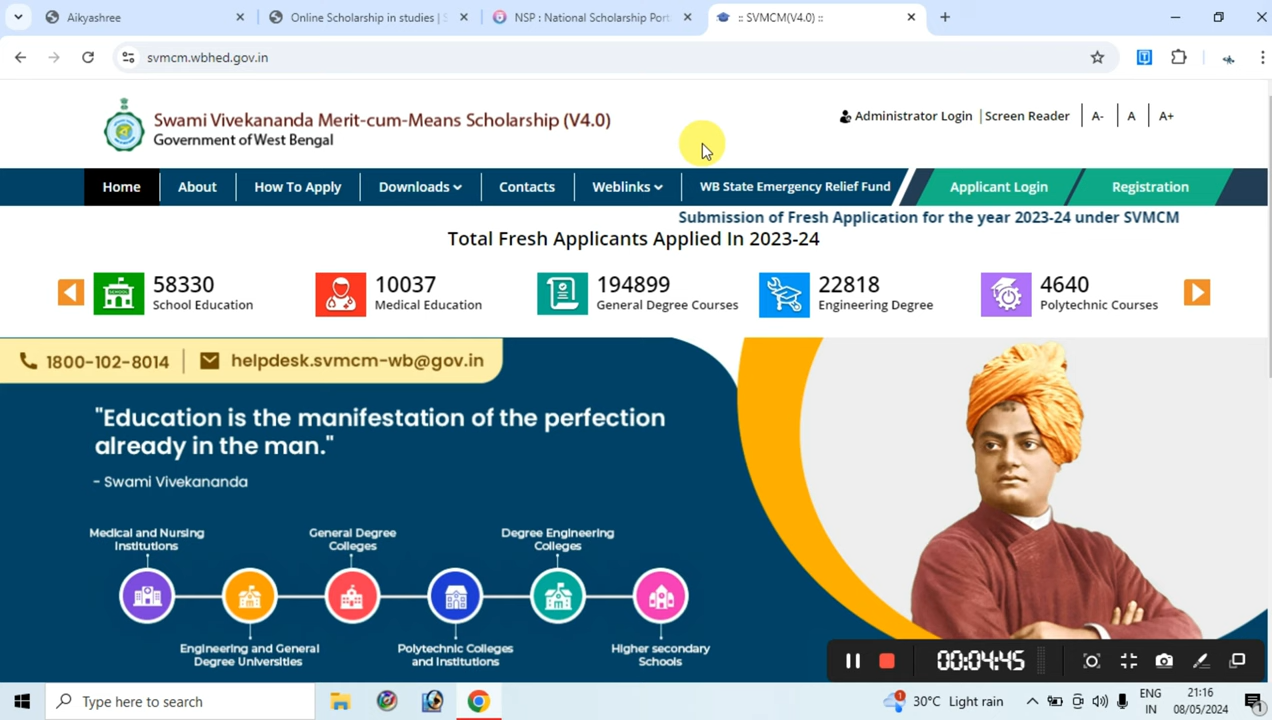 Aikyashree
Online Scholarship in studies | S
NSP : National Scholarship Port
:: SVMCM(V4.0) ::
svmcm.wbhed.gov.in
Swami Vivekananda Merit-cum-Means Scholarship (V4.0)
Government of West Bengal
Administrator Login | Screen Reader | A- | A | A+
Home
About
How To Apply
Downloads
Contacts
Weblinks
WB State Emergency Relief Fund
Applicant Login
Registration
Submission of Fresh Application for the year 2023-24 under SVMCM
Total Fresh Applicants Applied In 2023-24
58330
School Education
10037
Medical Education
194899
General Degree Courses
22818
Engineering Degree
4640
Polytechnic Courses
1800-102-8014 | helpdesk.svmcm-wb@gov.in
"Education is the manifestation of the perfection
already in the man."
- Swami Vivekananda
Medical and Nursing
Institutions
General Degree
Colleges
Degree Engineering
Colleges
Engineering and General
Degree Universities
Polytechnic Colleges
and Institutions
Higher secondary
Schools
00:04:45
Type here to search
1
30°C Light rain
ENG
IN
21:16
08/05/2024
1